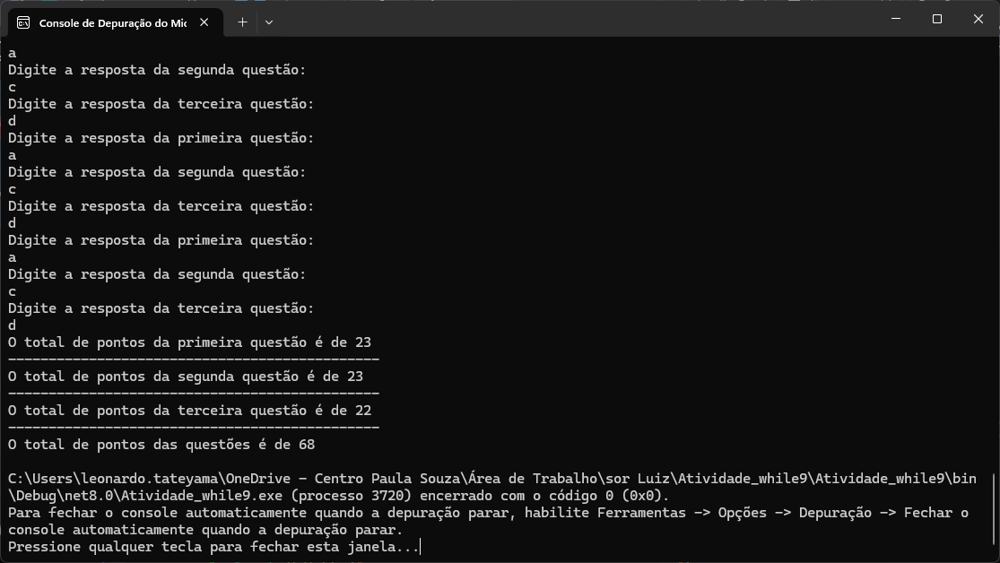 Console de Depuração do Mic
a
Digite a resposta da segunda questão:
c
Digite a resposta da terceira questão:
d
Digite a resposta da primeira questão:
a
Digite a resposta da segunda questão:
c
Digite a resposta da terceira questão:
d
Digite a resposta da primeira questão:
a
Digite a resposta da segunda questão:
c
Digite a resposta da terceira questão:
d
O total de pontos da primeira questão é de 23
----------------------------------------------
O total de pontos da segunda questão é de 23
----------------------------------------------
O total de pontos da terceira questão é de 22
----------------------------------------------
O total de pontos das questões é de 68
C:\Users\leonardo.tateyama\OneDrive - Centro Paula Souza\Área de Trabalho\sor Luiz\Atividade_while9\Atividade_while9\bin
\Debug\net8.0\Atividade_while9.exe (processo 3720) encerrado com o código 0 (0x0).
Para fechar o console automaticamente quando a depuração parar, habilite Ferramentas -> Opções -> Depuração -> Fechar o
console automaticamente quando a depuração parar.
Pressione qualquer tecla para fechar esta janela...